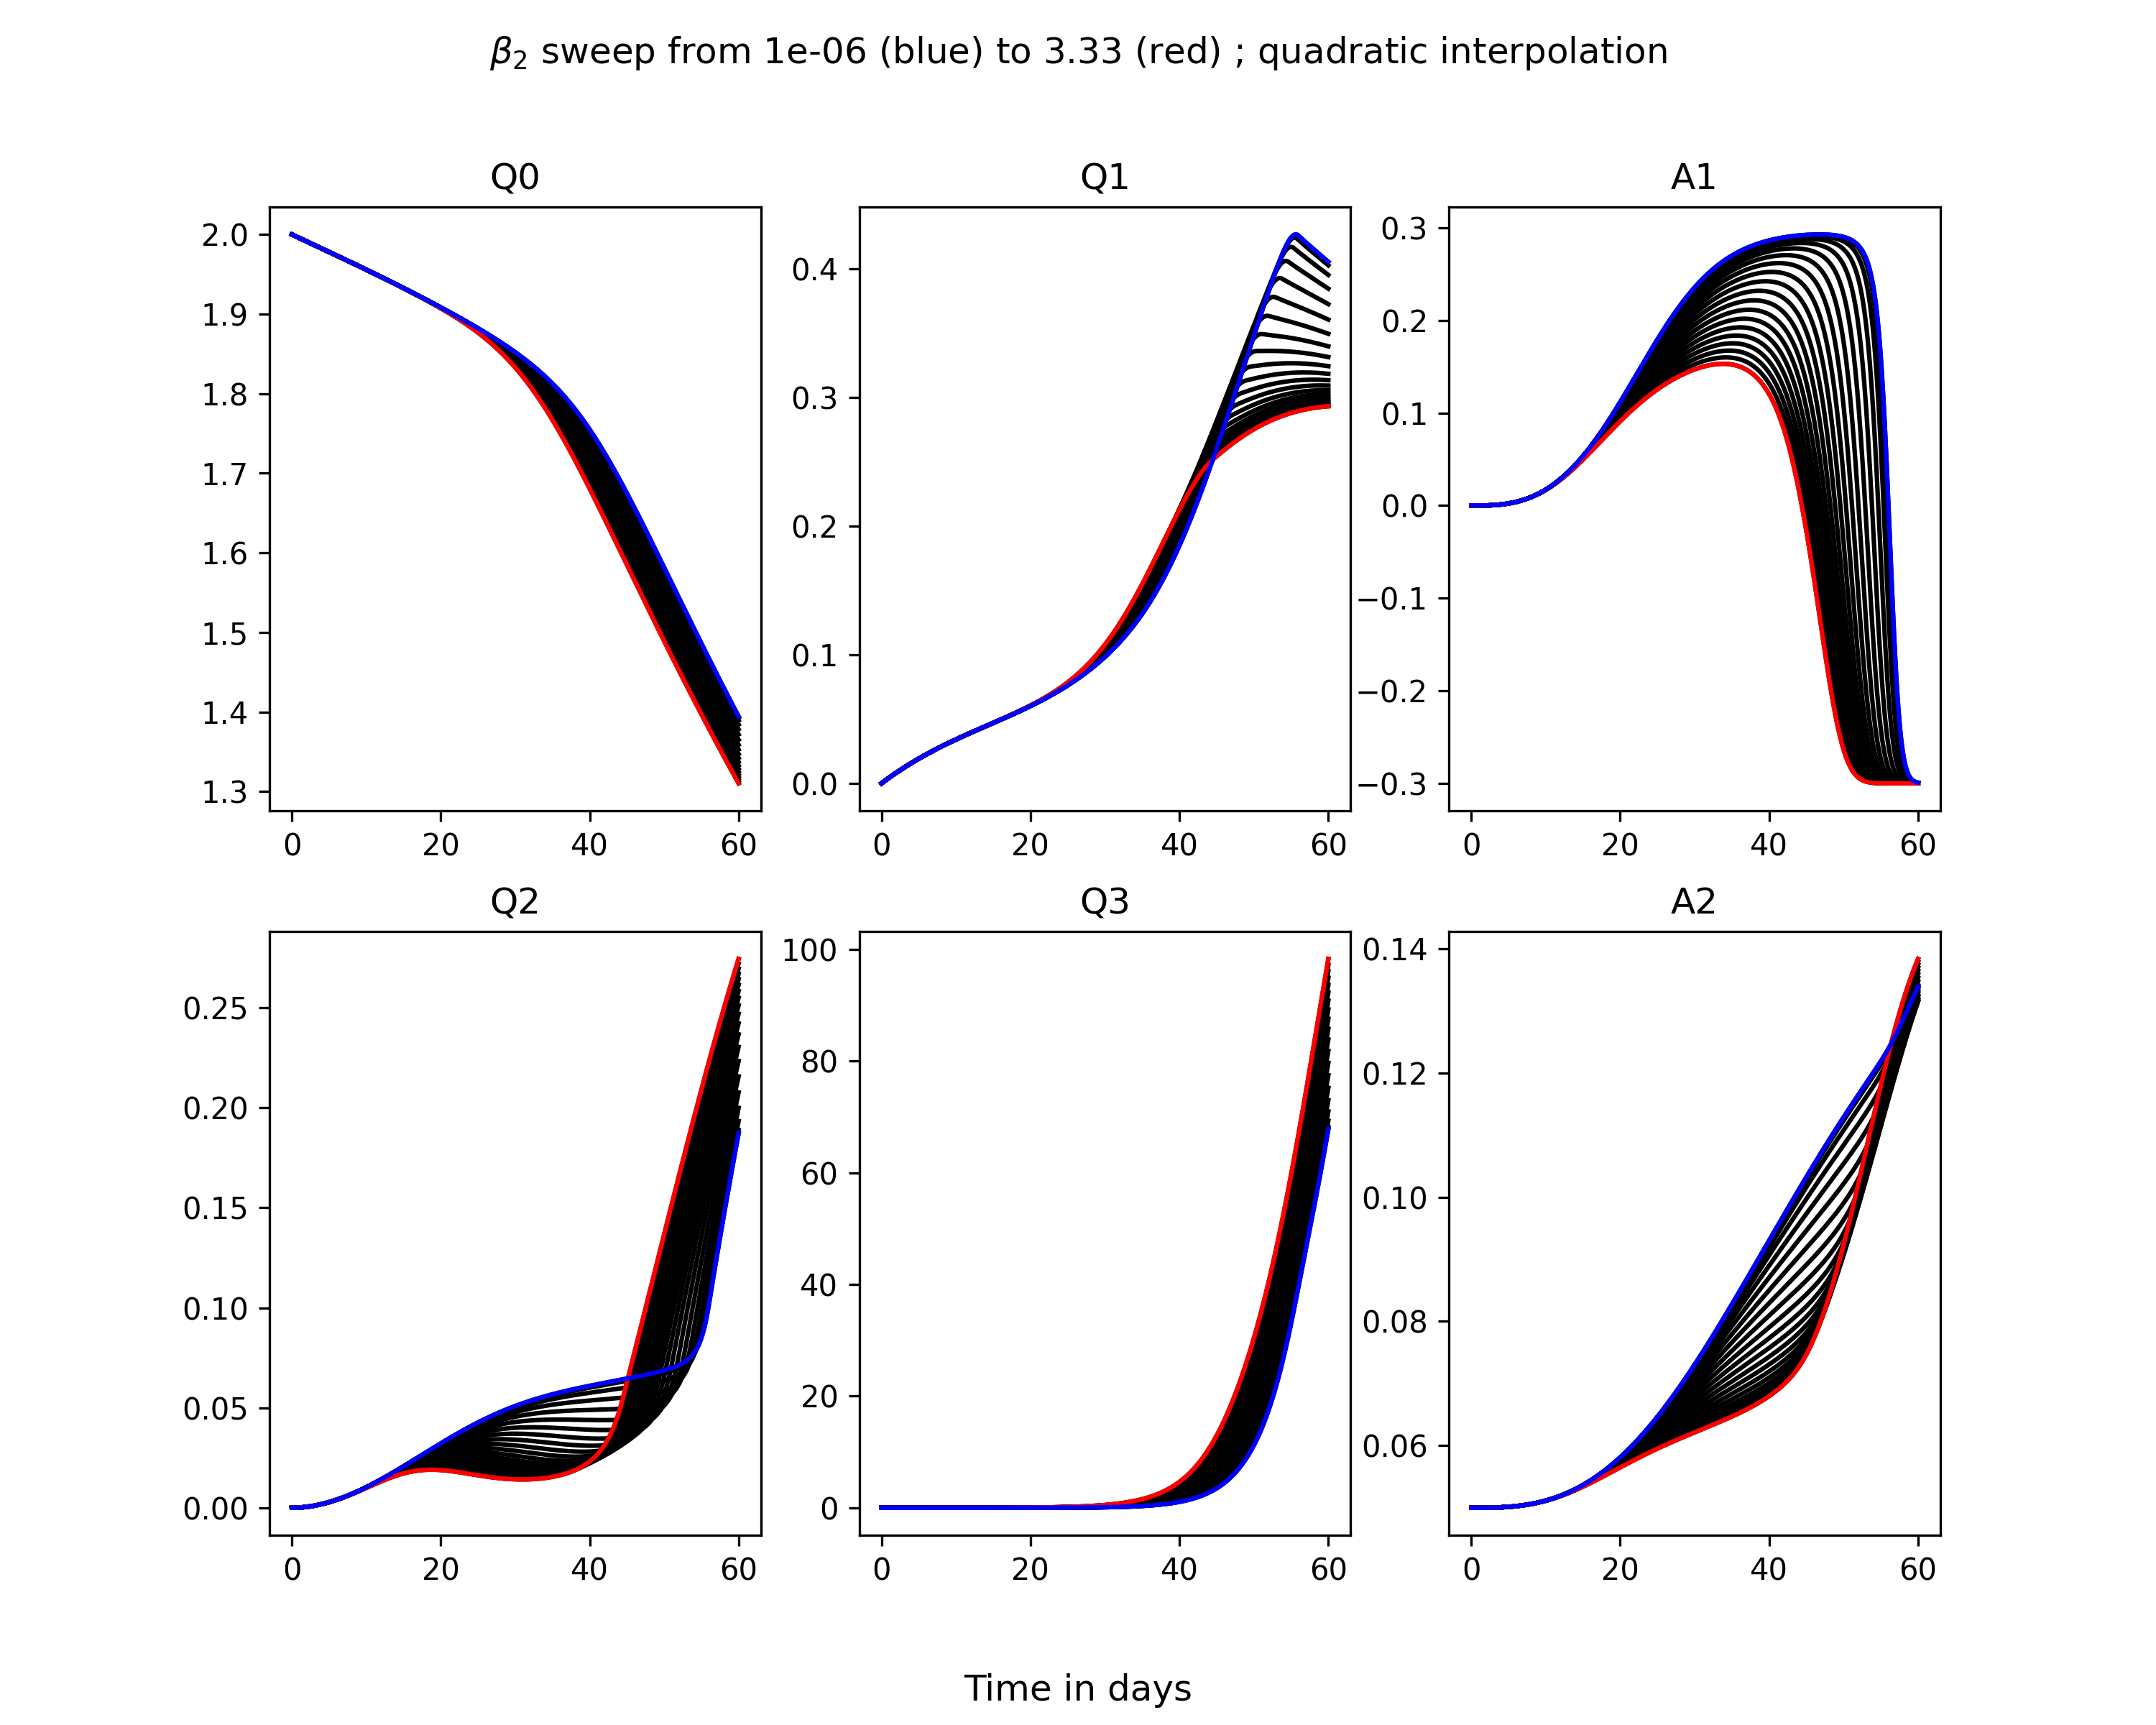 β₂ sweep from 1e-06 (blue) to 3.33 (red) ; quadratic interpolation
Q0
2.0
1.9
1.8
1.7
1.6
1.5
1.4
1.3
0 20 40 60
Q1
0.4
0.3
0.2
0.1
0.0
0 20 40 60
A1
0.3
0.2
0.1
0.0
−0.1
−0.2
−0.3
0 20 40 60
Q2
0.25
0.20
0.15
0.10
0.05
0.00
0 20 40 60
Q3
100
80
60
40
20
0
0 20 40 60
A2
0.14
0.12
0.10
0.08
0.06
0 20 40 60
Time in days